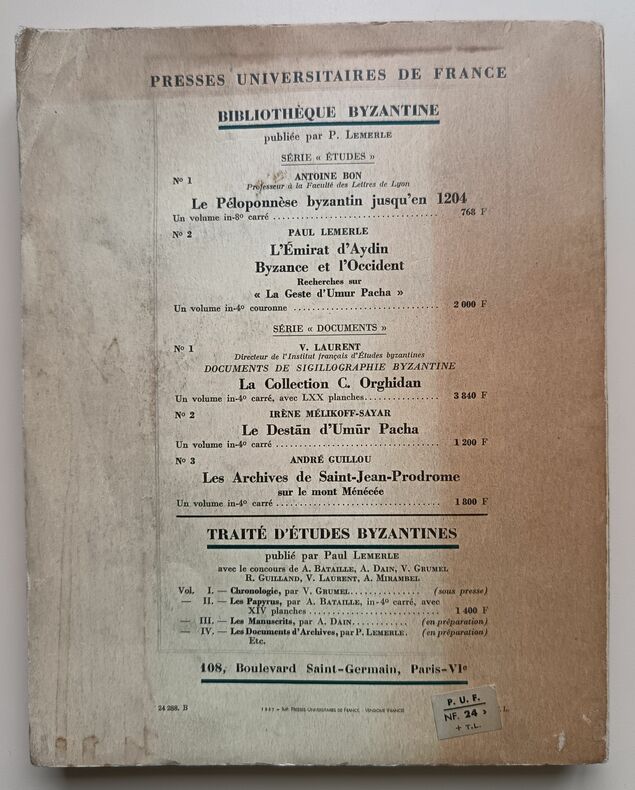 PRESSES UNIVERSITAIRES DE FRANCE
BIBLIOTHÈQUE BYZANTINE
publiée par P. LEMERLE
SÉRIE « ÉTUDES »
Nº 1 ANTOINE BON
Professeur à la Faculté des Lettres de Lyon
Le Péloponnèse byzantin jusqu'en 1204
Un volume in-8º carré ........ 768 F
Nº 2 PAUL LEMERLE
L'Émirat d'Aydin
Byzance et l'Occident
Recherches sur
« La Geste d'Umur Pacha »
Un volume in-4º couronne ........ 2 000 F
SÉRIE « DOCUMENTS »
Nº 1 V. LAURENT
Directeur de l'Institut français d'Études byzantines
DOCUMENTS DE SIGILLOGRAPHIE BYZANTINE
La Collection C. Orghidan
Un volume in-4º carré, avec LXX planches........ 3 840 F
Nº 2 IRÈNE MÉLIKOFF-SAYAR
Le Destān d'Umūr Pacha
Un volume in-4º carré ........ 1 200 F
Nº 3 ANDRÉ GUILLOU
Les Archives de Saint-Jean-Prodrome
sur le mont Ménécée
Un volume in-4º carré ........ 1 800 F
TRAITÉ D'ÉTUDES BYZANTINES
publié par Paul LEMERLE
avec le concours de A. BATAILLE, A. DAIN, V. GRUMEL
R. GUILLAND, V. LAURENT, A. MIRAMBEL
Vol. I. — Chronologie, par V. GRUMEL........ (sous presse)
— II. — Les Papyrus, par A. BATAILLE, in-4º carré, avec
XIV planches ........ 1 400 F
— III. — Les Manuscrits, par A. DAIN ........ (en préparation)
— IV. — Les Documents d'Archives, par P. LEMERLE. (en préparation)
Etc.
108, Boulevard Saint-Germain, Paris-VIe
24 288. B 1957 — IMP. PRESSES UNIVERSITAIRES DE FRANCE. - VENDOME (FRANCE) L.
P. U. F.
NF. 24 >
+ T.L.